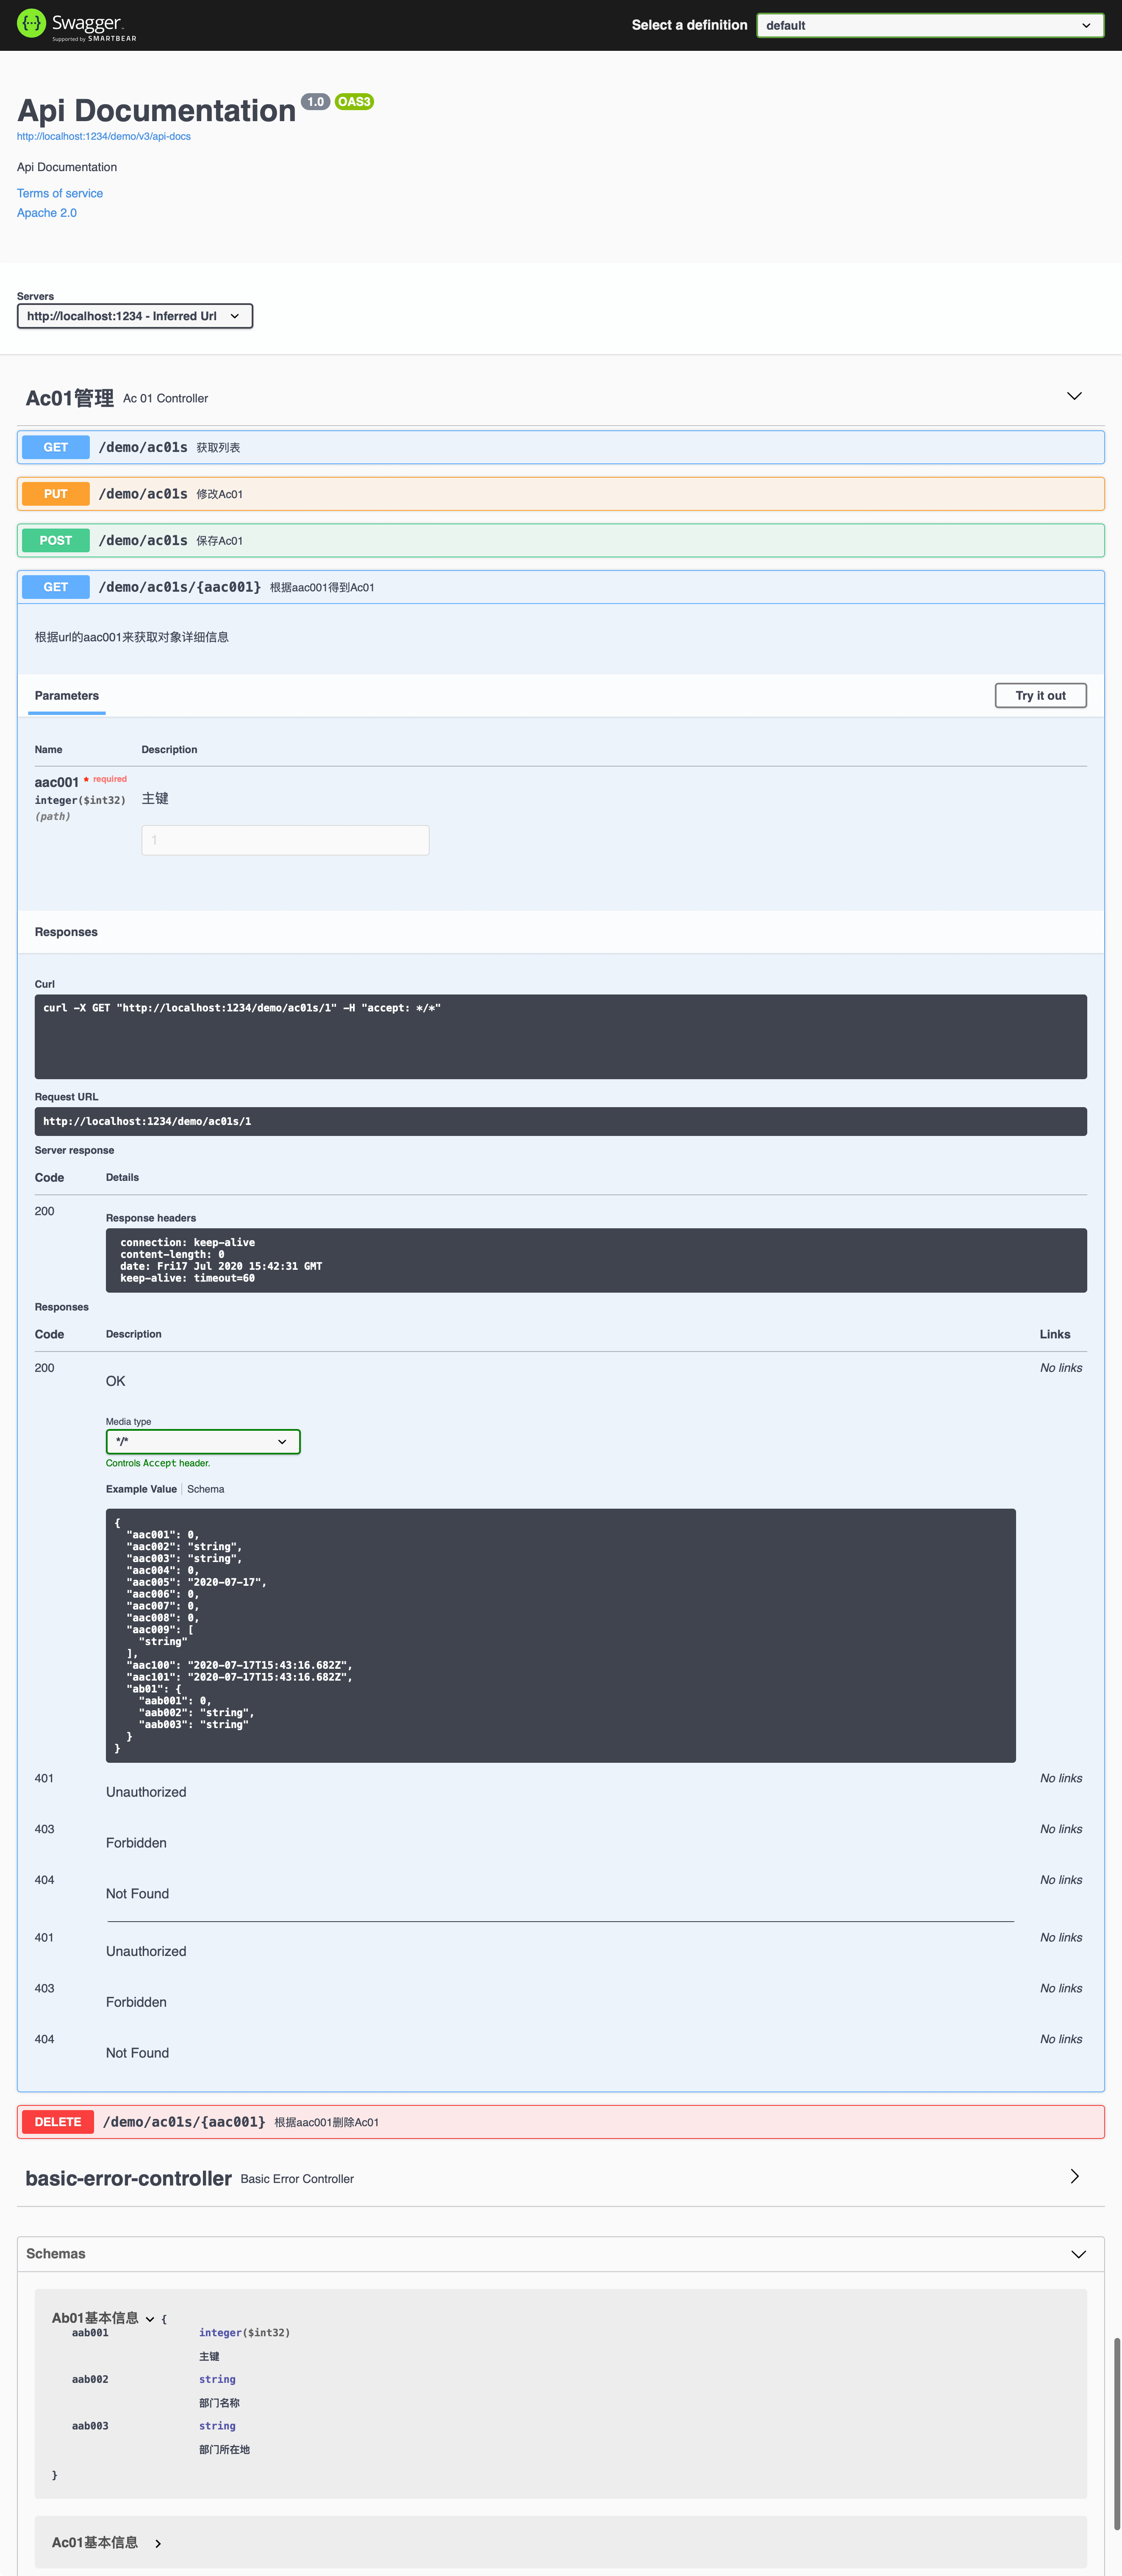 Swagger
Supported by SMARTBEAR
Select a definition
default
Api Documentation 1.0 OAS3
http://localhost:1234/demo/v3/api-docs
Api Documentation
Terms of service
Apache 2.0
Servers
http://localhost:1234 - Inferred Url
Ac01管理 Ac 01 Controller
GET /demo/ac01s 获取列表
PUT /demo/ac01s 修改Ac01
POST /demo/ac01s 保存Ac01
GET /demo/ac01s/{aac001} 根据aac001得到Ac01
根据url的aac001来获取对象详细信息
Parameters Try it out
Name Description
aac001 * required
integer($int32)
(path)
主键
1
Responses
Curl
curl -X GET "http://localhost:1234/demo/ac01s/1" -H "accept: */*"
Request URL
http://localhost:1234/demo/ac01s/1
Server response
Code Details
200
Response headers
connection: keep-alive
content-length: 0
date: Fri17 Jul 2020 15:42:31 GMT
keep-alive: timeout=60
Responses
Code Description Links
200 No links
OK
Media type
*/*
Controls Accept header.
Example Value Schema
{
"aac001": 0,
"aac002": "string",
"aac003": "string",
"aac004": 0,
"aac005": "2020-07-17",
"aac006": 0,
"aac007": 0,
"aac008": 0,
"aac009": [
"string"
],
"aac100": "2020-07-17T15:43:16.682Z",
"aac101": "2020-07-17T15:43:16.682Z",
"ab01": {
"aab001": 0,
"aab002": "string",
"aab003": "string"
}
}
401 No links
Unauthorized
403 No links
Forbidden
404 No links
Not Found
401 No links
Unauthorized
403 No links
Forbidden
404 No links
Not Found
DELETE /demo/ac01s/{aac001} 根据aac001删除Ac01
basic-error-controller Basic Error Controller
Schemas
Ab01基本信息 {
aab001 integer($int32)
主键
aab002 string
部门名称
aab003 string
部门所在地
}
Ac01基本信息